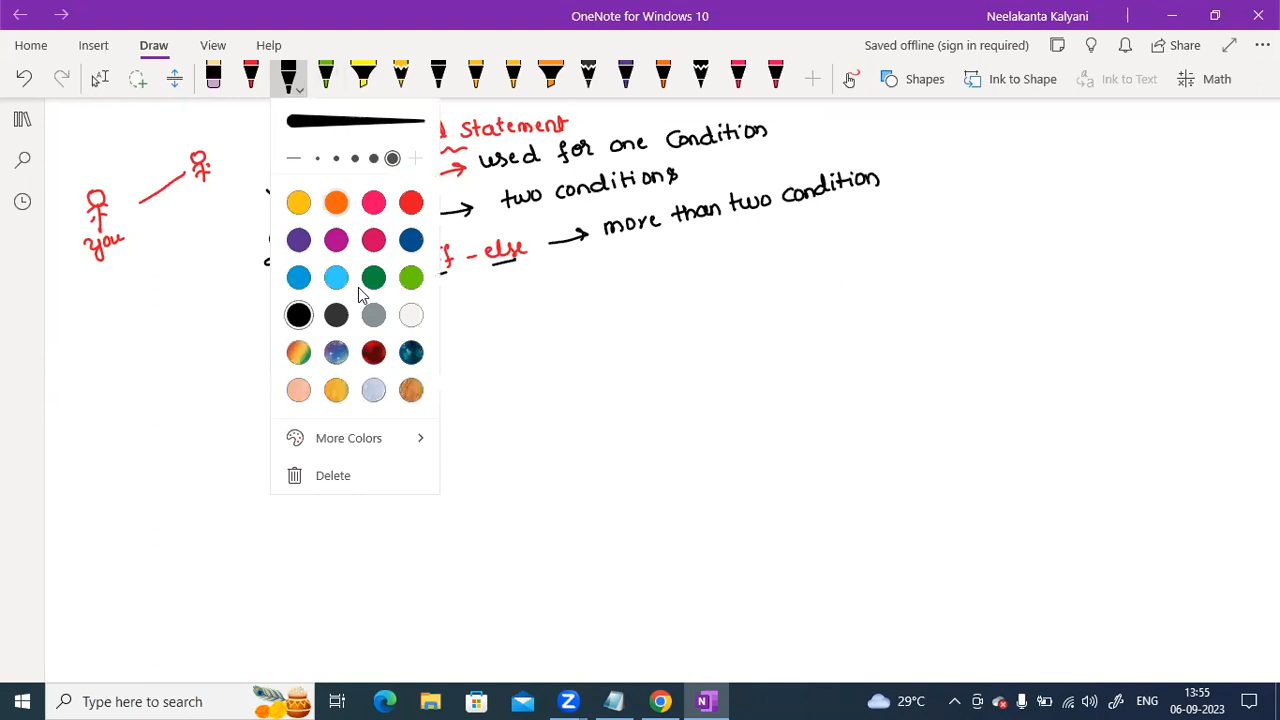 OneNote for Windows 10
Neelakanta Kalyani
Home Insert Draw View Help
Saved offline (sign in required)
Share
Shapes
Ink to Shape
Ink to Text
Math
Statement
used for one Condition
two conditions
more than two condition
if - else
you
More Colors
Delete
Type here to search
29°C
ENG
13:55
06-09-2023